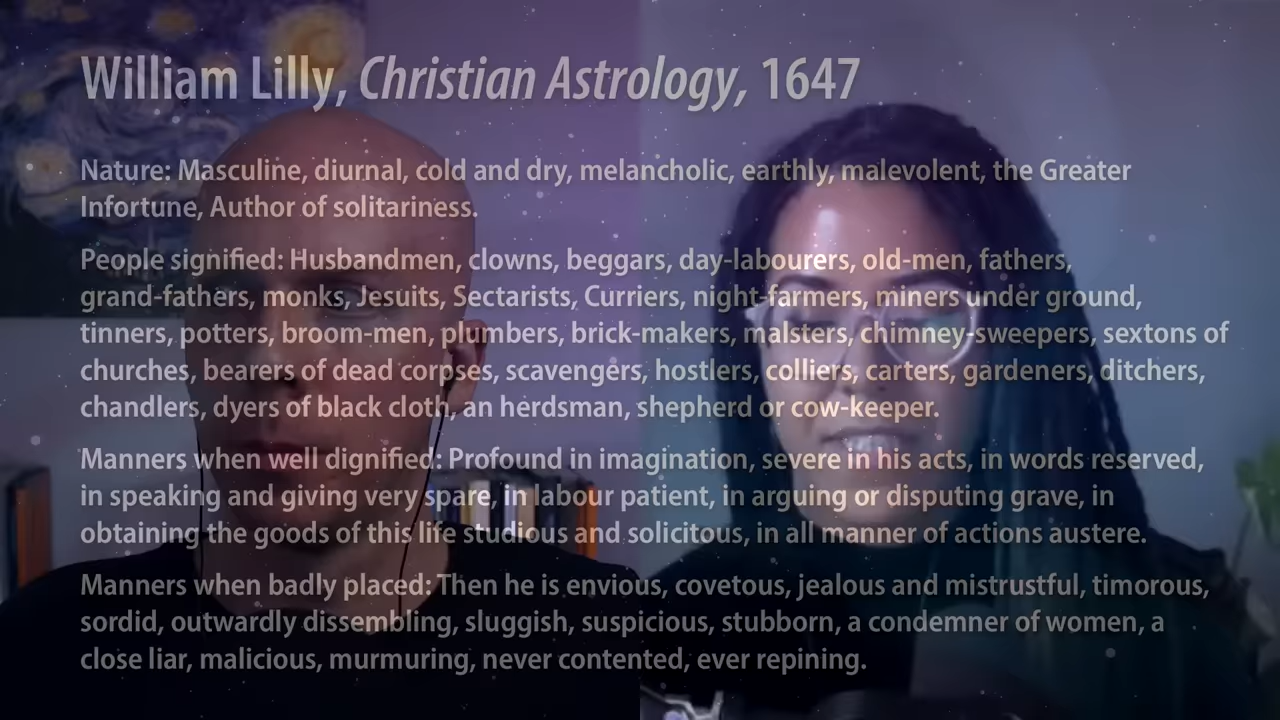 William Lilly, Christian Astrology, 1647
Nature: Masculine, diurnal, cold and dry, melancholic, earthly, malevolent, the Greater
Infortune, Author of solitariness.
People signified: Husbandmen, clowns, beggars, day-labourers, old-men, fathers,
grand-fathers, monks, Jesuits, Sectarists, Curriers, night-farmers, miners under ground,
tinners, potters, broom-men, plumbers, brick-makers, malsters, chimney-sweepers, sextons of
churches, bearers of dead corpses, scavengers, hostlers, colliers, carters, gardeners, ditchers,
chandlers, dyers of black cloth, an herdsman, shepherd or cow-keeper.
Manners when well dignified: Profound in imagination, severe in his acts, in words reserved,
in speaking and giving very spare, in labour patient, in arguing or disputing grave, in
obtaining the goods of this life studious and solicitous, in all manner of actions austere.
Manners when badly placed: Then he is envious, covetous, jealous and mistrustful, timorous,
sordid, outwardly dissembling, sluggish, suspicious, stubborn, a condemner of women, a
close liar, malicious, murmuring, never contented, ever repining.